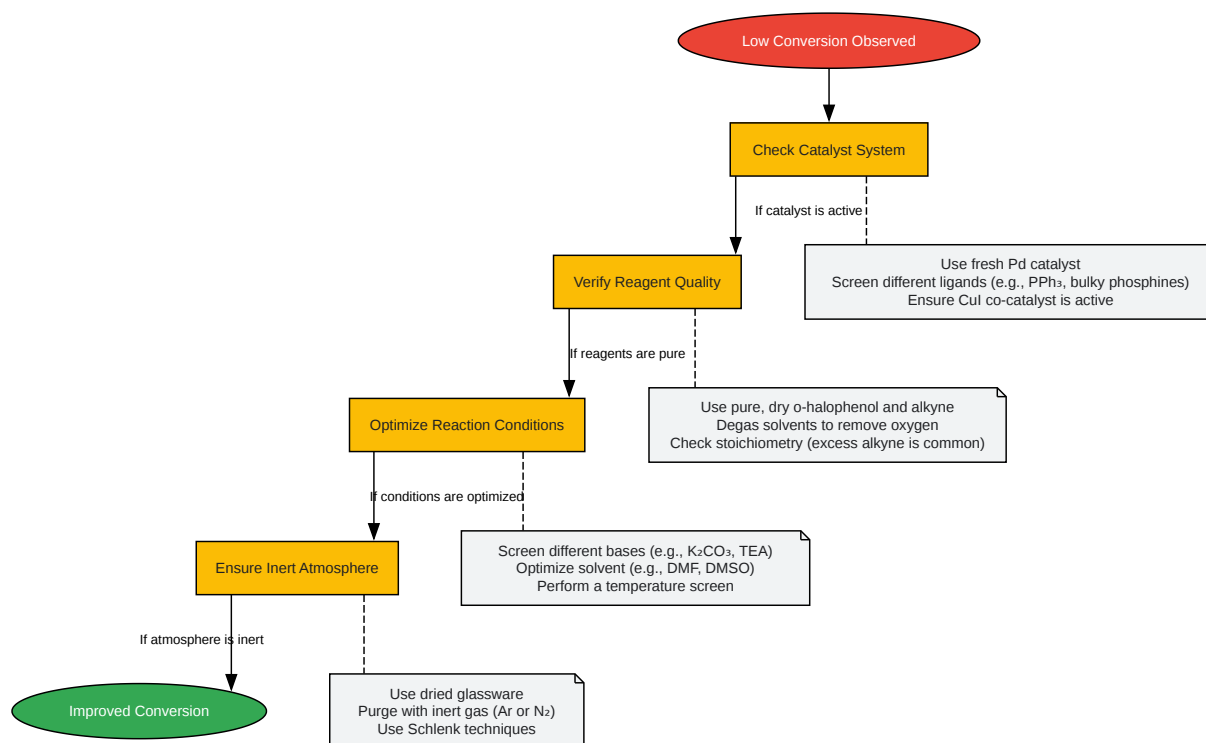 Low Conversion Observed
Check Catalyst System
If catalyst is active
Use fresh Pd catalyst
Screen different ligands (e.g., PPh₃, bulky phosphines)
Ensure CuI co-catalyst is active
Verify Reagent Quality
If reagents are pure
Use pure, dry o-halophenol and alkyne
Degas solvents to remove oxygen
Check stoichiometry (excess alkyne is common)
Optimize Reaction Conditions
If conditions are optimized
Screen different bases (e.g., K₂CO₃, TEA)
Optimize solvent (e.g., DMF, DMSO)
Perform a temperature screen
Ensure Inert Atmosphere
If atmosphere is inert
Use dried glassware
Purge with inert gas (Ar or N₂)
Use Schlenk techniques
Improved Conversion